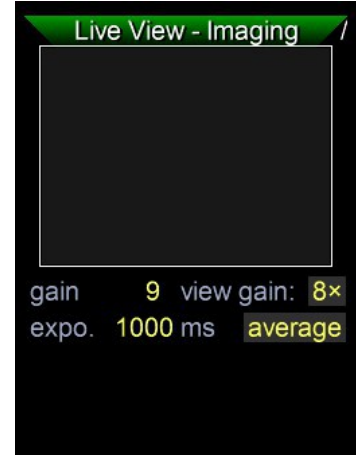 Live View - Imaging /
gain 9 view gain: 8×
expo. 1000 ms average